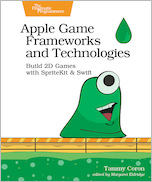 The
Pragmatic
Programmers
Apple Game
Frameworks
and Technologies
Build 2D Games
with SpriteKit & Swift
Tammy Coron
edited by Margaret Eldridge